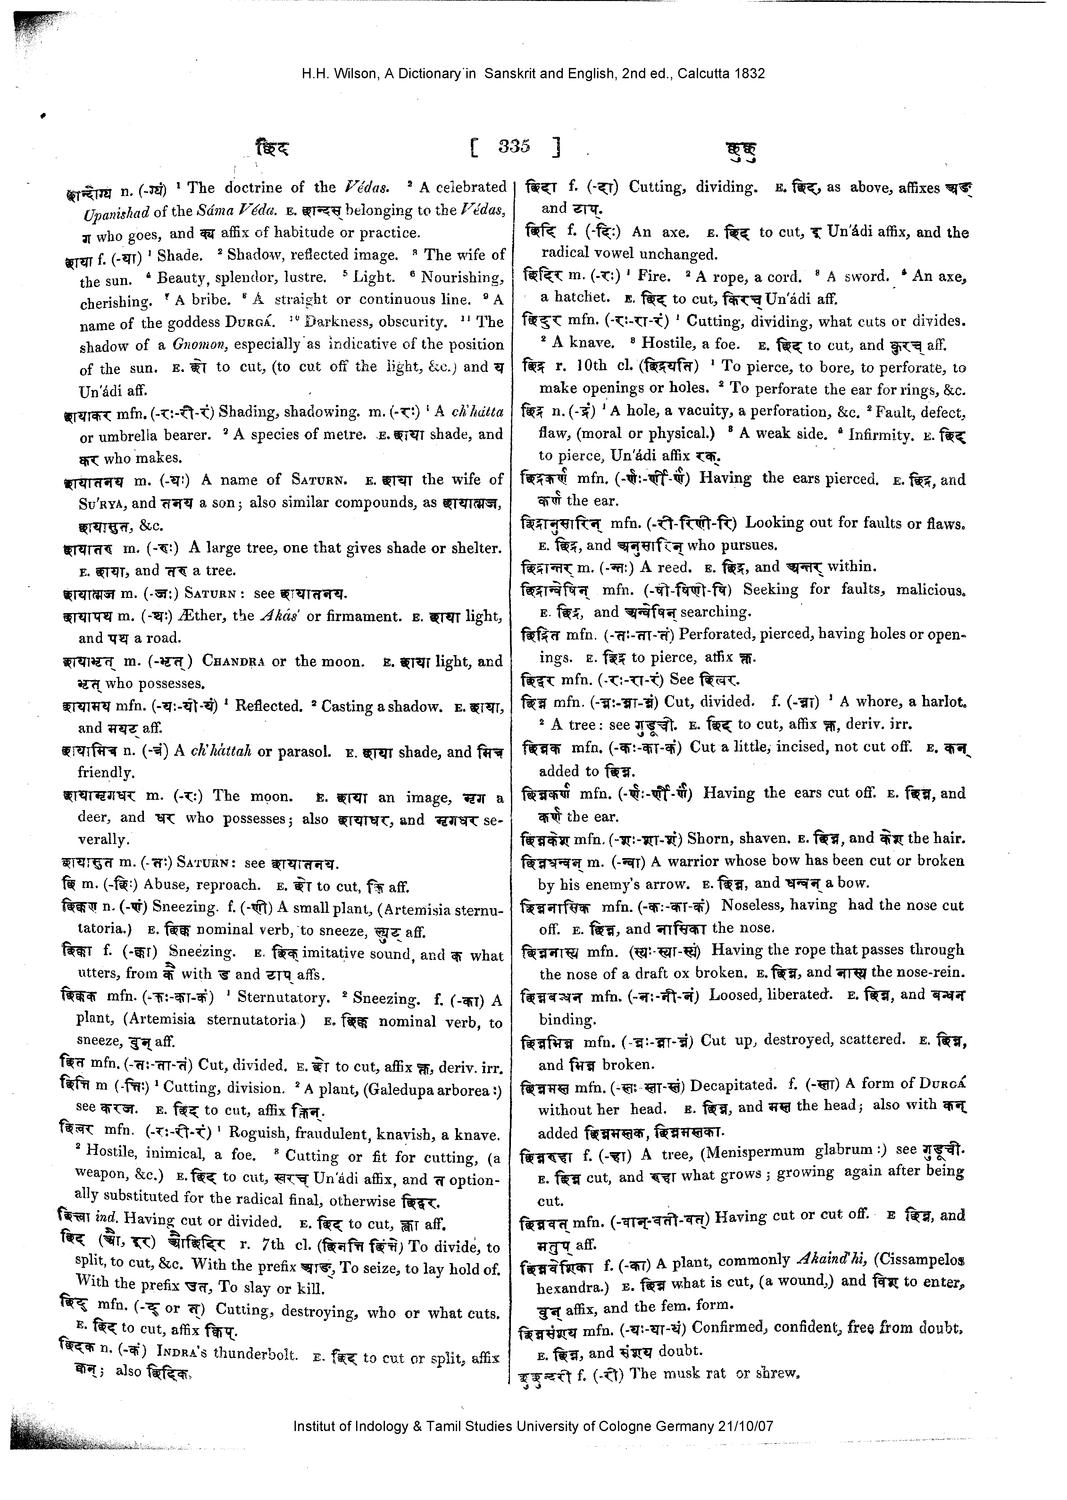 H.H. Wilson, A Dictionary in Sanskrit and English, 2nd ed., Calcutta 1832
छिद [ 335 ] छुछु
छान्दोग्य n. (-ग्यं) ¹ The doctrine of the Védas. ² A celebrated
Upanishad of the Sáma Véda. E. छान्दस् belonging to the Védas,
ग who goes, and क्य affix of habitude or practice.
छाया f. (-या) ¹ Shade. ² Shadow, reflected image. ³ The wife of
the sun. ⁴ Beauty, splendor, lustre. ⁵ Light. ⁶ Nourishing,
cherishing. ⁷ A bribe. ⁸ A straight or continuous line. ⁹ A
name of the goddess DURGÁ. ¹⁰ Darkness, obscurity. ¹¹ The
shadow of a Gnomon, especially as indicative of the position
of the sun. E. छो to cut, (to cut off the light, &c.) and य
Un'ádi aff.
छायाकर mfn. (-रः-री-रं) Shading, shadowing. m. (-रः) ¹ A ch'hátta
or umbrella bearer. ² A species of metre. E. छाया shade, and
कर who makes.
छायातनय m. (-यः) A name of SATURN. E. छाया the wife of
SU'RYA, and तनय a son; also similar compounds, as छायात्मज,
छायासुत, &c.
छायातरु m. (-रुः) A large tree, one that gives shade or shelter.
E. छाया, and तरु a tree.
छायात्मज m. (-जः) SATURN: see छायातनय.
छायापथ m. (-थः) Æther, the Akás' or firmament. E. छाया light,
and पथ a road.
छायाभृत् m. (-भृत्) CHANDRA or the moon. E. छाया light, and
भृत् who possesses.
छायामय mfn. (-यः-यी-यं) ¹ Reflected. ² Casting a shadow. E. छाया,
and मयट् aff.
छायामित्र n. (-त्रं) A ch'háttah or parasol. E. छाया shade, and मित्र
friendly.
छायामृगधर m. (-रः) The moon. E. छाया an image, मृग a
deer, and धर who possesses; also छायाधर, and मृगधर se-
verally.
छायासुत m. (-तः) SATURN: see छायातनय.
छि m. (-छिः) Abuse, reproach. E. छो to cut, कि aff.
छिक्कण n. (-णं) Sneezing. f. (-णी) A small plant, (Artemisia sternu-
tatoria.) E. छिक्क nominal verb, to sneeze, ल्युट् aff.
छिक्का f. (-क्का) Sneezing. E. छिक् imitative sound, and क what
utters, from कै with ड and टाप् affs.
छिक्कक mfn. (-कः-का-कं) ¹ Sternutatory. ² Sneezing. f. (-का) A
plant, (Artemisia sternutatoria) E. छिक्क nominal verb, to
sneeze, वुन् aff.
छित mfn. (-तः-ता-तं) Cut, divided. E. छो to cut, affix क्त, deriv. irr.
छित्ति m (-त्तिः) ¹ Cutting, division. ² A plant, (Galedupa arborea:)
see करज. E. छिद् to cut, affix क्तिन्.
छित्वर mfn. (-रः-री-रं) ¹ Roguish, fraudulent, knavish, a knave.
² Hostile, inimical, a foe. ³ Cutting or fit for cutting, (a
weapon, &c.) E. छिद् to cut, ष्वरच् Un'ádi affix, and त option-
ally substituted for the radical final, otherwise छिद्वर.
छित्त्वा ind. Having cut or divided. E. छिद् to cut, क्त्वा aff.
छिद (औ, इर्) औछिदिर् r. 7th cl. (छिनत्ति छिंत्ते) To divide, to
split, to cut, &c. With the prefix आङ्, To seize, to lay hold of.
With the prefix उत्, To slay or kill.
छिद् mfn. (-द् or त्) Cutting, destroying, who or what cuts.
E. छिद् to cut, affix क्विप्.
छिदक n. (-कं) INDRA's thunderbolt. E. छिद् to cut or split, affix
कन्; also छिद्रिक.
छिदा f. (-दा) Cutting, dividing. E. छिद्, as above, affixes अङ्
and टाप्.
छिदि f. (-दिः) An axe. E. छिद् to cut, इ Un'ádi affix, and the
radical vowel unchanged.
छिदिर m. (-रः) ¹ Fire. ² A rope, a cord. ³ A sword. ⁴ An axe,
a hatchet. E. छिद् to cut, किरच् Un'ádi aff.
छिदुर mfn. (-रः-रा-रं) ¹ Cutting, dividing, what cuts or divides.
² A knave. ³ Hostile, a foe. E. छिद् to cut, and कुरच् aff.
छिद्र r. 10th cl. (छिद्रयति) ¹ To pierce, to bore, to perforate, to
make openings or holes. ² To perforate the ear for rings, &c.
छिद्र n. (-द्रं) ¹ A hole, a vacuity, a perforation, &c. ² Fault, defect,
flaw, (moral or physical.) ³ A weak side. ⁴ Infirmity. E. छिद्
to pierce, Un'ádi affix रक्.
छिद्रकर्ण mfn. (-र्णः-र्णी-र्णं) Having the ears pierced. E. छिद्र, and
कर्ण the ear.
छिद्रानुसारिन् mfn. (-री-रिणी-रि) Looking out for faults or flaws.
E. छिद्र, and अनुसारिन् who pursues.
छिद्रान्तर् m. (-न्तः) A reed. E. छिद्र, and अन्तर् within.
छिद्रान्वेषिन् mfn. (-षी-षिणी-षि) Seeking for faults, malicious.
E. छिद्र, and अन्वेषिन् searching.
छिद्रित mfn. (-तः-ता-तं) Perforated, pierced, having holes or open-
ings. E. छिद्र to pierce, affix क्त.
छिद्वर mfn. (-रः-रा-रं) See छित्वर.
छिन्न mfn. (-न्नः-न्ना-न्नं) Cut, divided. f. (-न्ना) ¹ A whore, a harlot.
² A tree: see गुडूची. E. छिद् to cut, affix क्त, deriv. irr.
छिन्नक mfn. (-कः-का-कं) Cut a little, incised, not cut off. E. कन्
added to छिन्न.
छिन्नकर्ण mfn. (-र्णः-र्णी-र्णं) Having the ears cut off. E. छिन्न, and
कर्ण the ear.
छिन्नकेश mfn. (-शः-शा-शं) Shorn, shaven. E. छिन्न, and केश the hair.
छिन्नधन्वन् m. (-न्वा) A warrior whose bow has been cut or broken
by his enemy's arrow. E. छिन्न, and धन्वन् a bow.
छिन्ननासिक mfn. (-कः-का-कं) Noseless, having had the nose cut
off. E. छिन्न, and नासिका the nose.
छिन्ननास्य mfn. (स्यः-स्या-स्यं) Having the rope that passes through
the nose of a draft ox broken. E. छिन्न, and नास्य the nose-rein.
छिन्नबन्धन mfn. (-नः-नी-नं) Loosed, liberated. E. छिन्न, and बन्धन
binding.
छिन्नभिन्न mfn. (-न्नः-न्ना-न्नं) Cut up, destroyed, scattered. E. छिन्न,
and भिन्न broken.
छिन्नमस्त mfn. (-स्तः-स्ता-स्तं) Decapitated. f. (-स्ता) A form of DURGÁ
without her head. E. छिन्न, and मस्त the head; also with कन्
added छिन्नमस्तक, छिन्नमस्तका.
छिन्नरुहा f. (-हा) A tree, (Menispermum glabrum:) see गुडूची.
E. छिन्न cut, and रुहा what grows; growing again after being
cut.
छिन्नवत् mfn. (-वान्-वती-वत्) Having cut or cut off. E छिन्न, and
मतुप् aff.
छिन्नवेशिका f. (-का) A plant, commonly Akaind'hi, (Cissampelos
hexandra.) E. छिन्न what is cut, (a wound,) and विश् to enter,
वुन् affix, and the fem. form.
छिन्नसंशय mfn. (-यः-या-यं) Confirmed, confident, free from doubt.
E. छिन्न, and संशय doubt.
छुछुन्दरी f. (-री) The musk rat or shrew.
Institut of Indology & Tamil Studies University of Cologne Germany 21/10/07